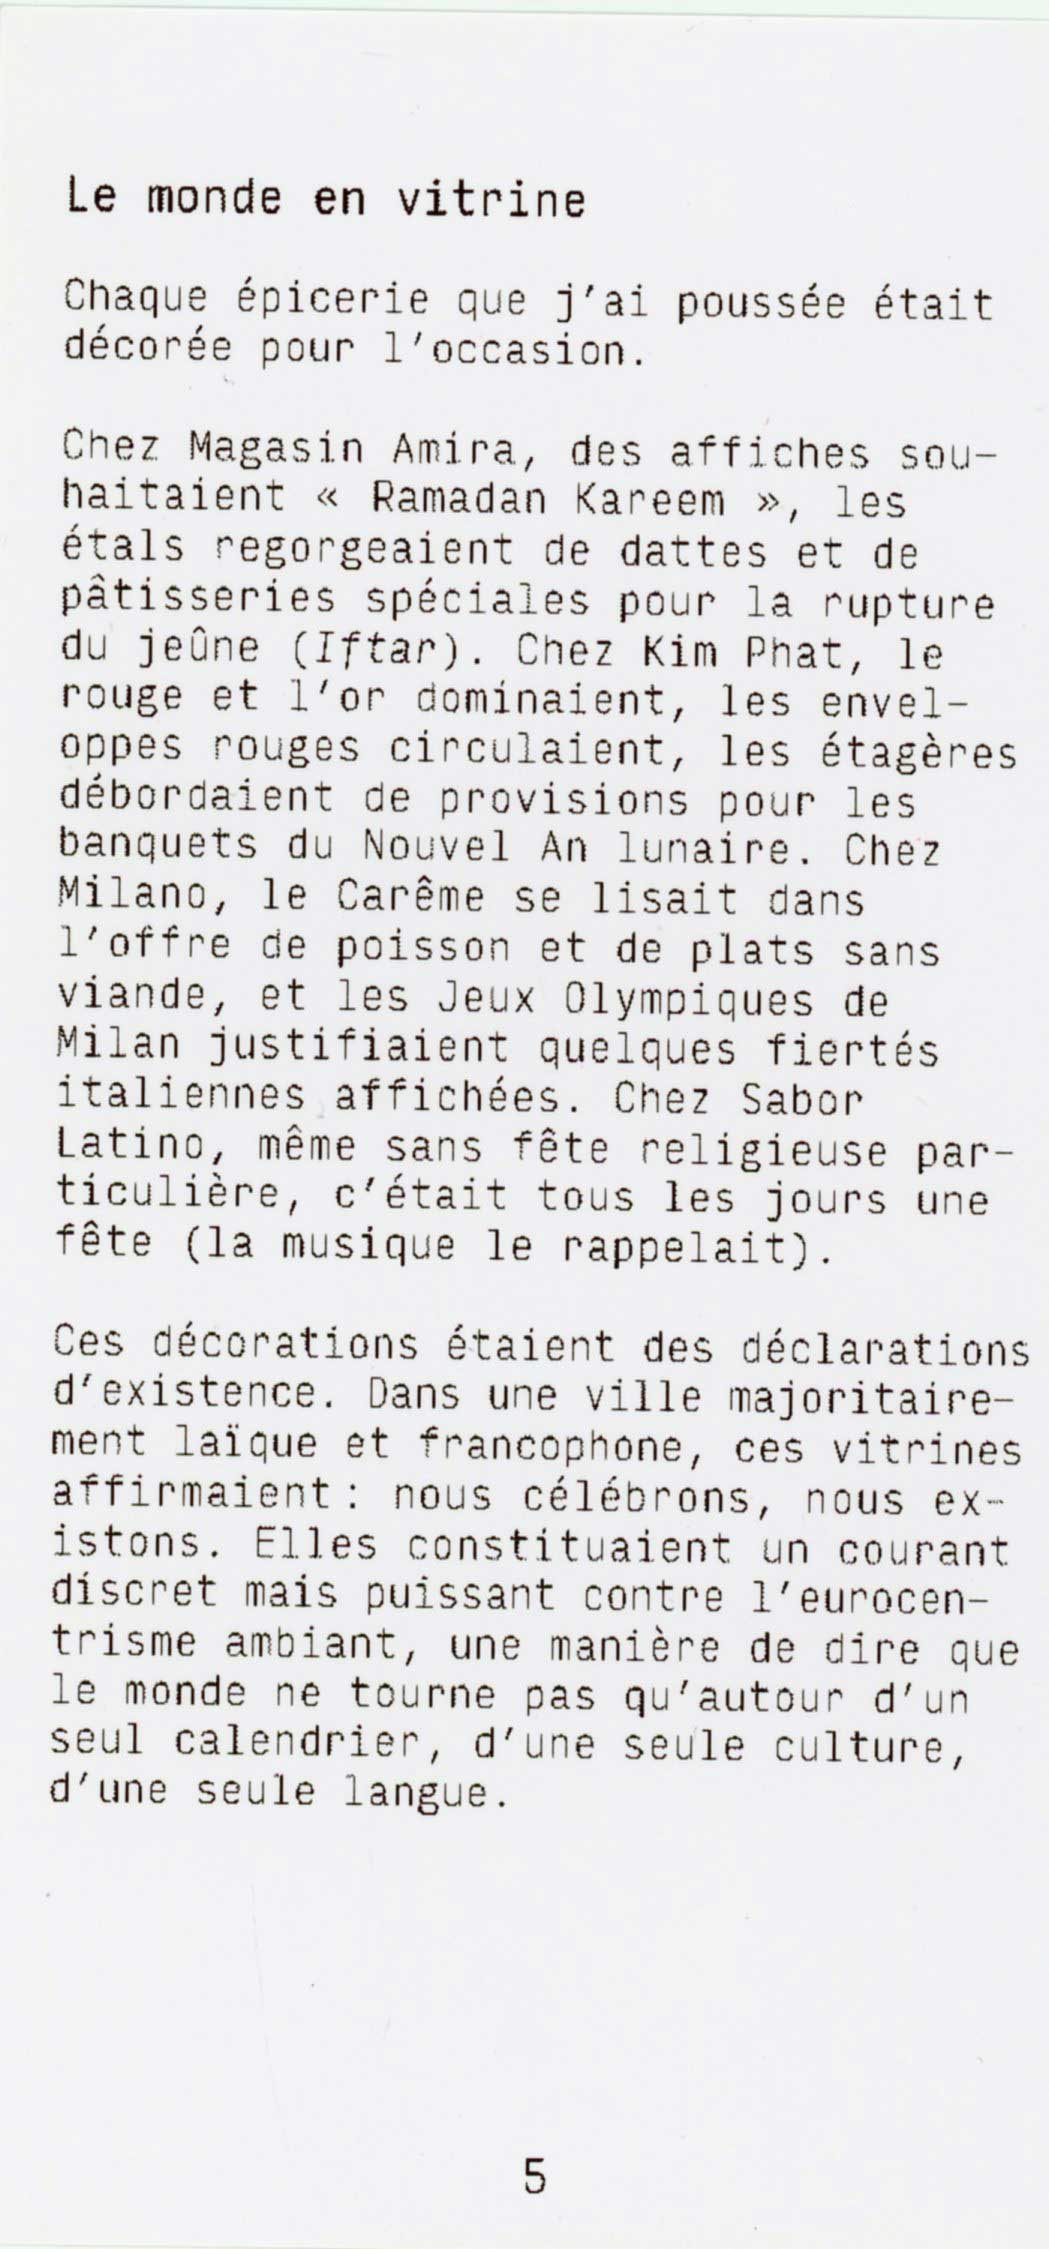 Le monde en vitrine
Chaque épicerie que j'ai poussée était
décorée pour l'occasion.
Chez Magasin Amira, des affiches sou-
haitaient « Ramadan Kareem », les
étals regorgeaient de dattes et de
pâtisseries spéciales pour la rupture
du jeûne (Iftar). Chez Kim Phat, le
rouge et l'or dominaient, les envel-
oppes rouges circulaient, les étagères
débordaient de provisions pour les
banquets du Nouvel An lunaire. Chez
Milano, le Carême se lisait dans
l'offre de poisson et de plats sans
viande, et les Jeux Olympiques de
Milan justifiaient quelques fiertés
italiennes affichées. Chez Sabor
Latino, même sans fête religieuse par-
ticulière, c'était tous les jours une
fête (la musique le rappelait).
Ces décorations étaient des déclarations
d'existence. Dans une ville majoritaire-
ment laïque et francophone, ces vitrines
affirmaient : nous célébrons, nous ex-
istons. Elles constituaient un courant
discret mais puissant contre l'eurocen-
trisme ambiant, une manière de dire que
le monde ne tourne pas qu'autour d'un
seul calendrier, d'une seule culture,
d'une seule langue.
5